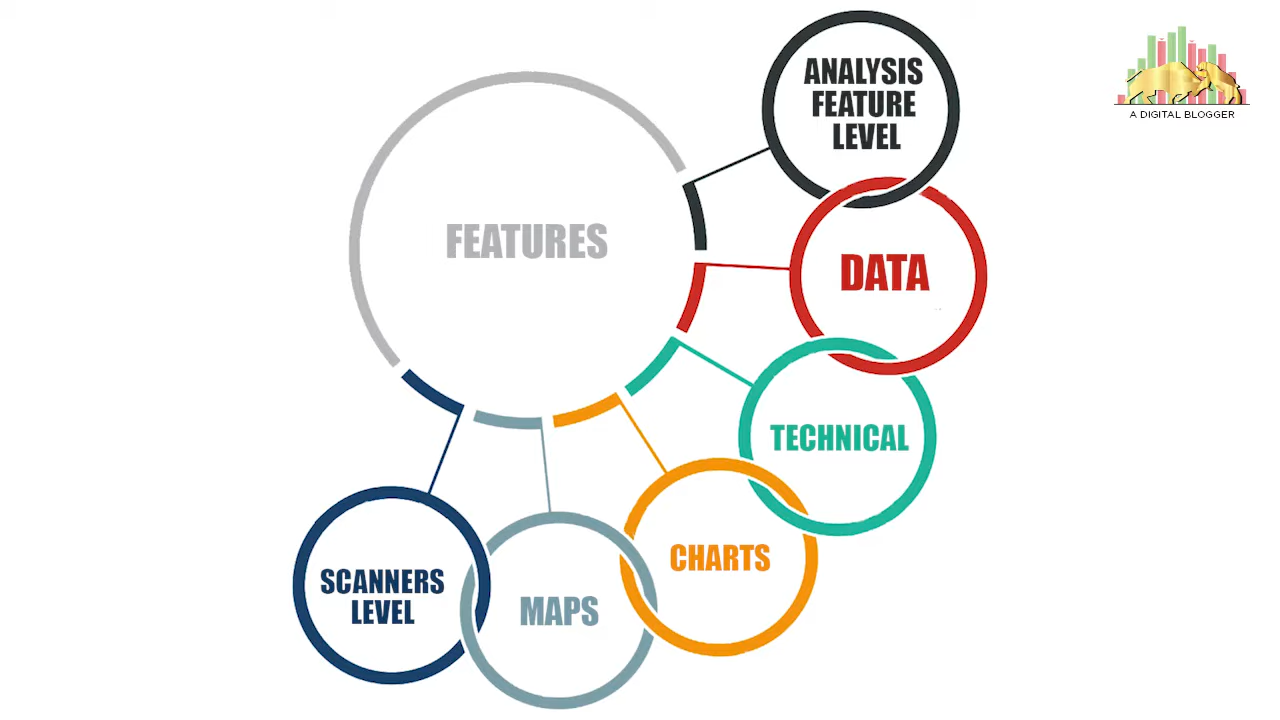 FEATURES
ANALYSIS
FEATURE
LEVEL
DATA
TECHNICAL
CHARTS
MAPS
SCANNERS
LEVEL
A DIGITAL BLOGGER